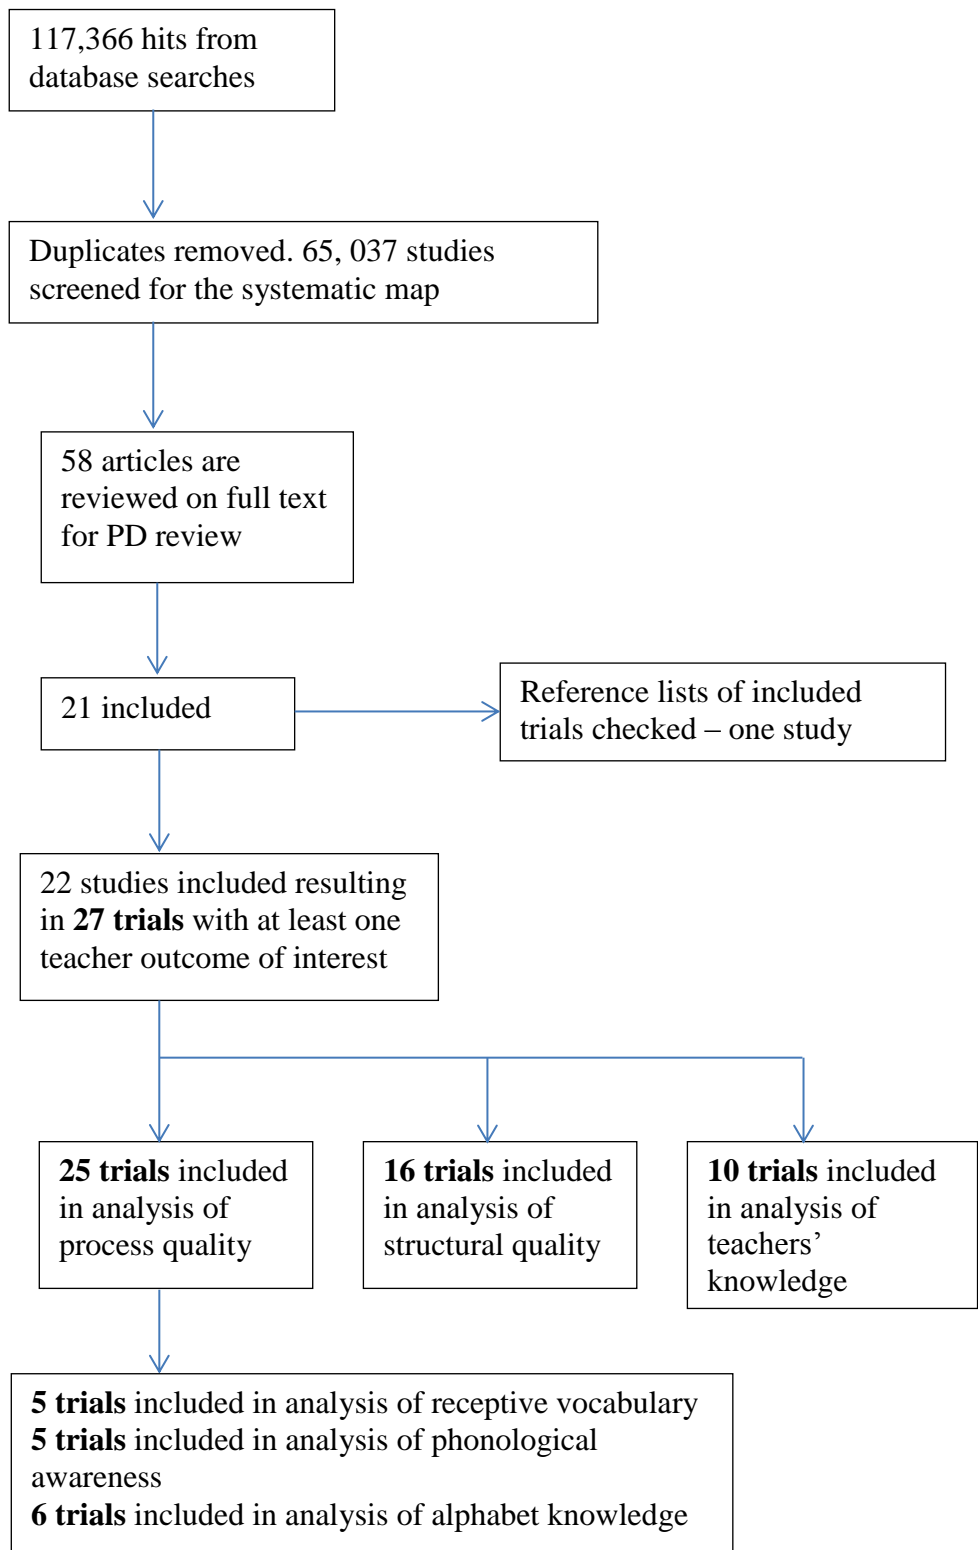 117,366 hits from
database searches
Duplicates removed. 65, 037 studies
screened for the systematic map
58 articles are
reviewed on full text
for PD review
21 included
Reference lists of included
trials checked – one study
22 studies included resulting
in 27 trials with at least one
teacher outcome of interest
25 trials included
in analysis of
process quality
16 trials included
in analysis of
structural quality
10 trials included
in analysis of
teachers’
knowledge
5 trials included in analysis of receptive vocabulary
5 trials included in analysis of phonological
awareness
6 trials included in analysis of alphabet knowledge